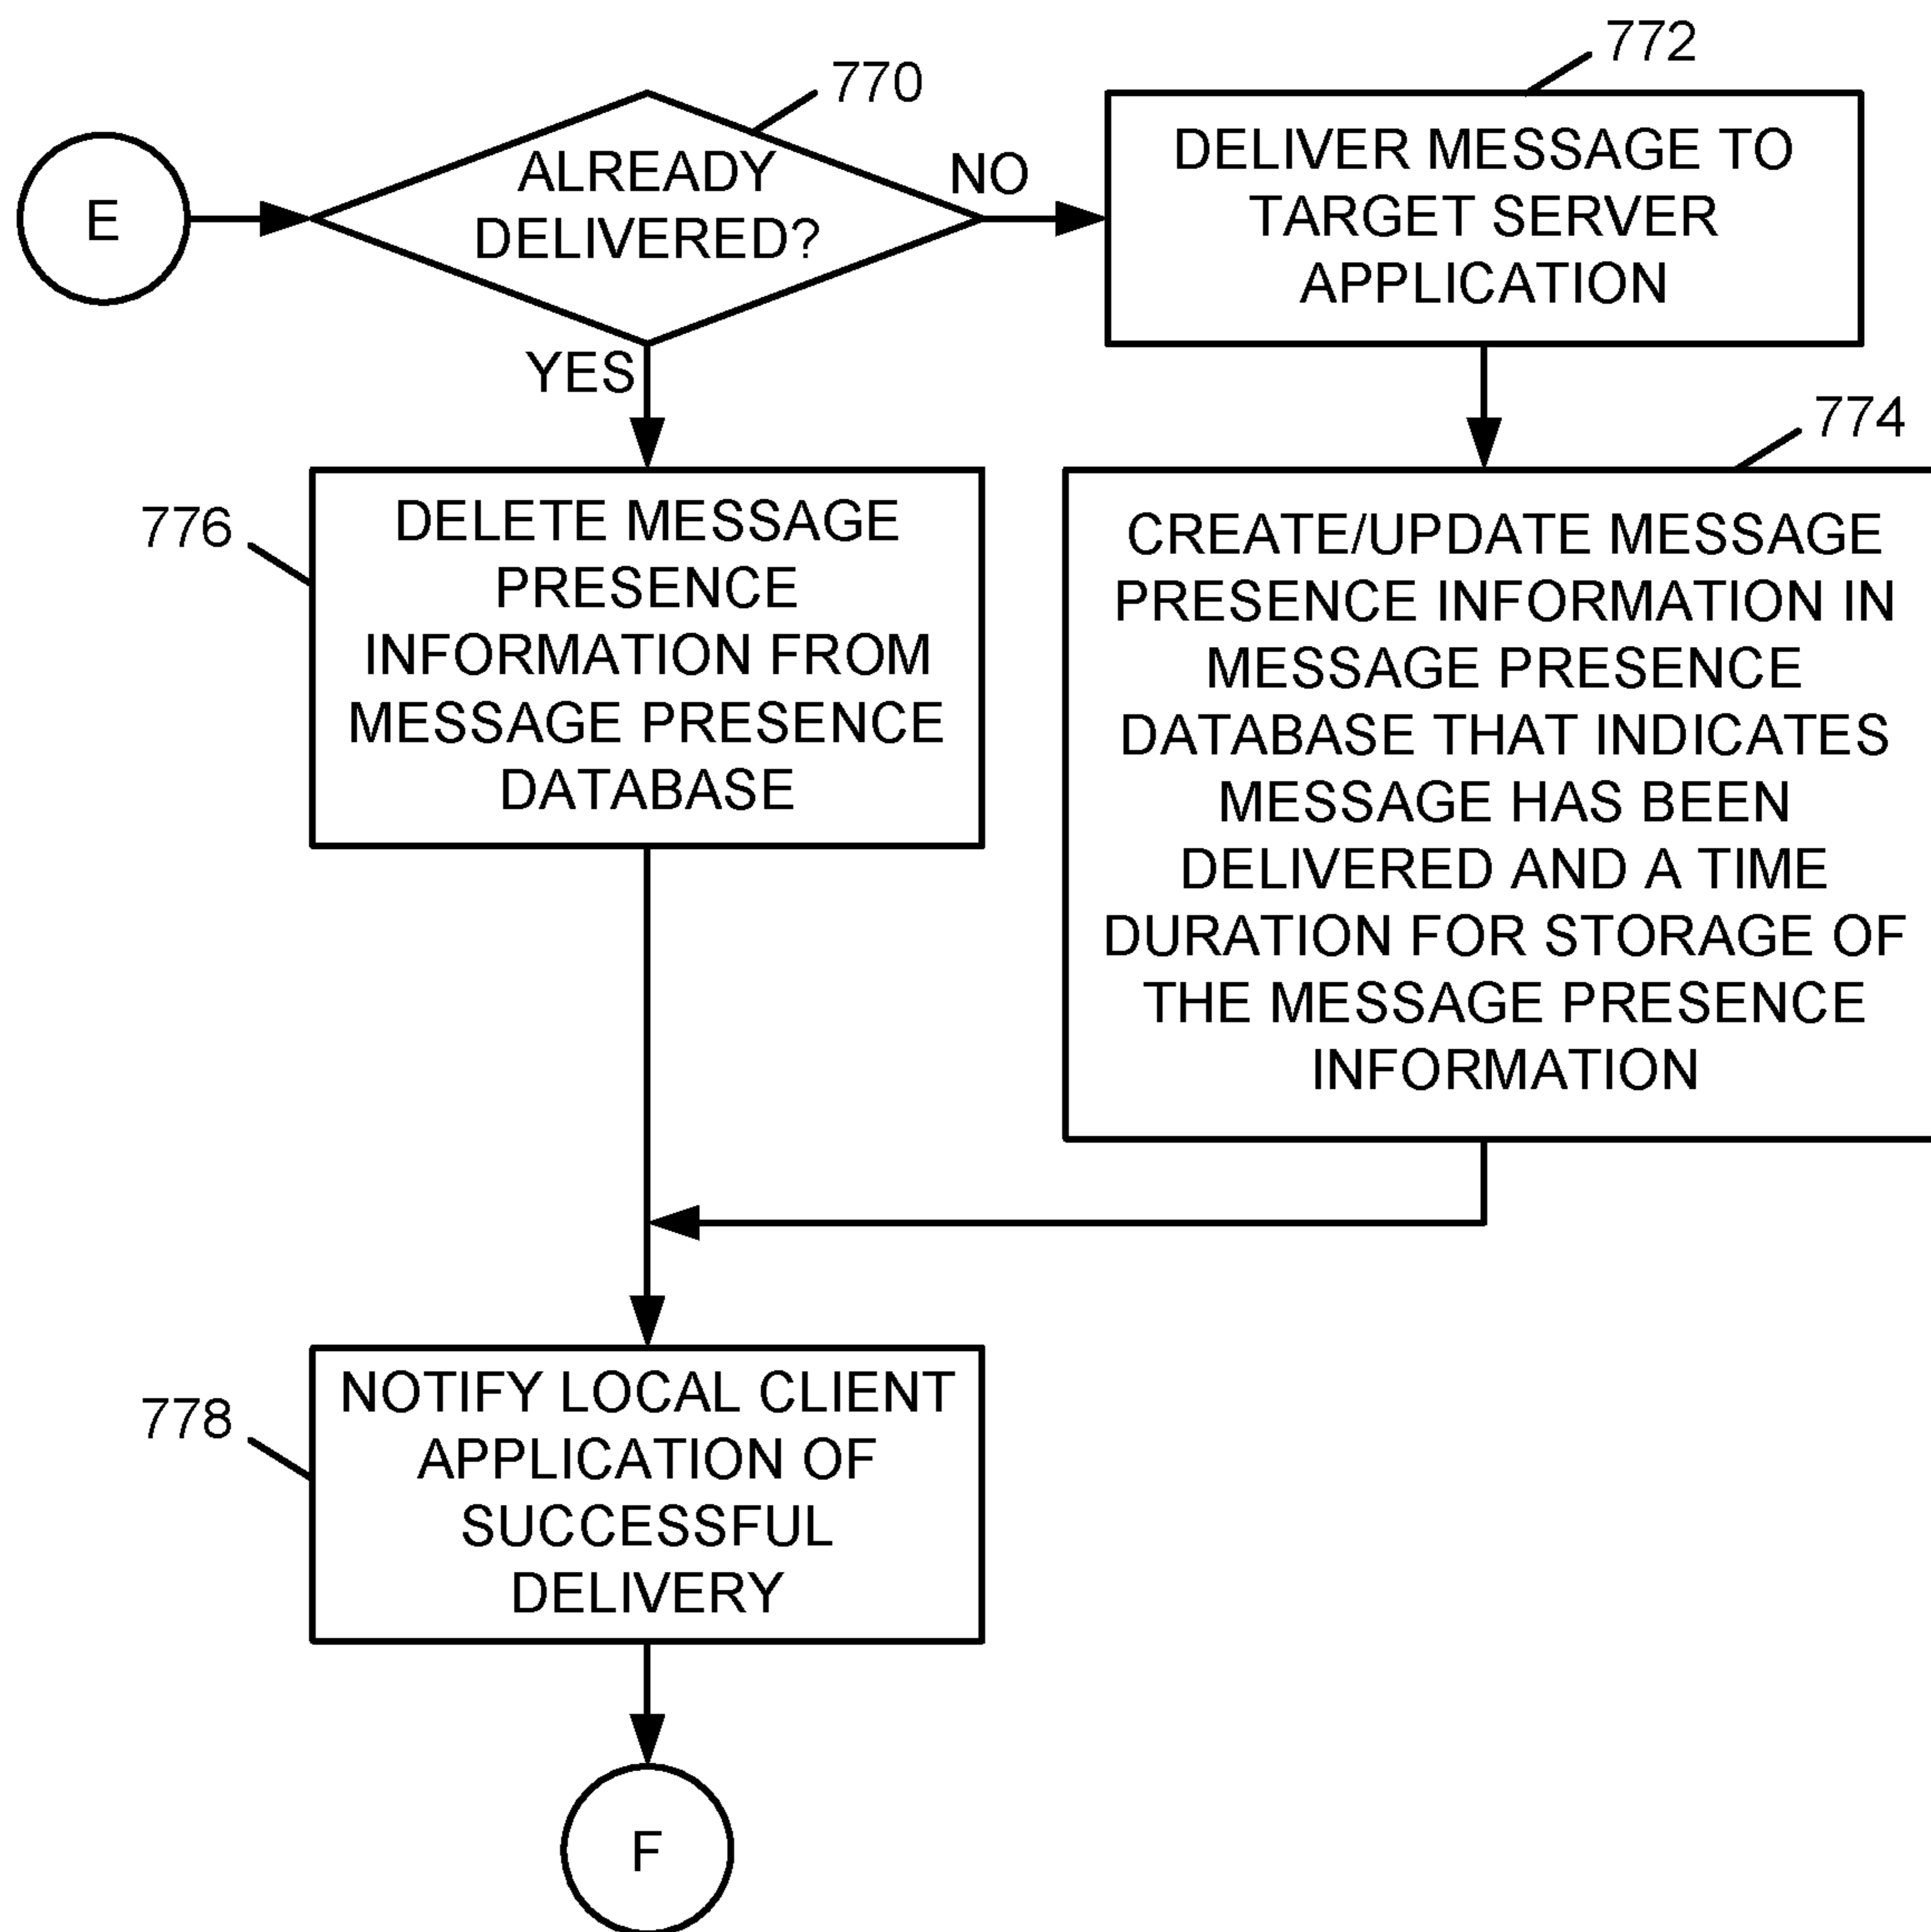 E
770
ALREADY
DELIVERED?
NO
YES
772
DELIVER MESSAGE TO
TARGET SERVER
APPLICATION
774
CREATE/UPDATE MESSAGE
PRESENCE INFORMATION IN
MESSAGE PRESENCE
DATABASE THAT INDICATES
MESSAGE HAS BEEN
DELIVERED AND A TIME
DURATION FOR STORAGE OF
THE MESSAGE PRESENCE
INFORMATION
776
DELETE MESSAGE
PRESENCE
INFORMATION FROM
MESSAGE PRESENCE
DATABASE
778
NOTIFY LOCAL CLIENT
APPLICATION OF
SUCCESSFUL
DELIVERY
F